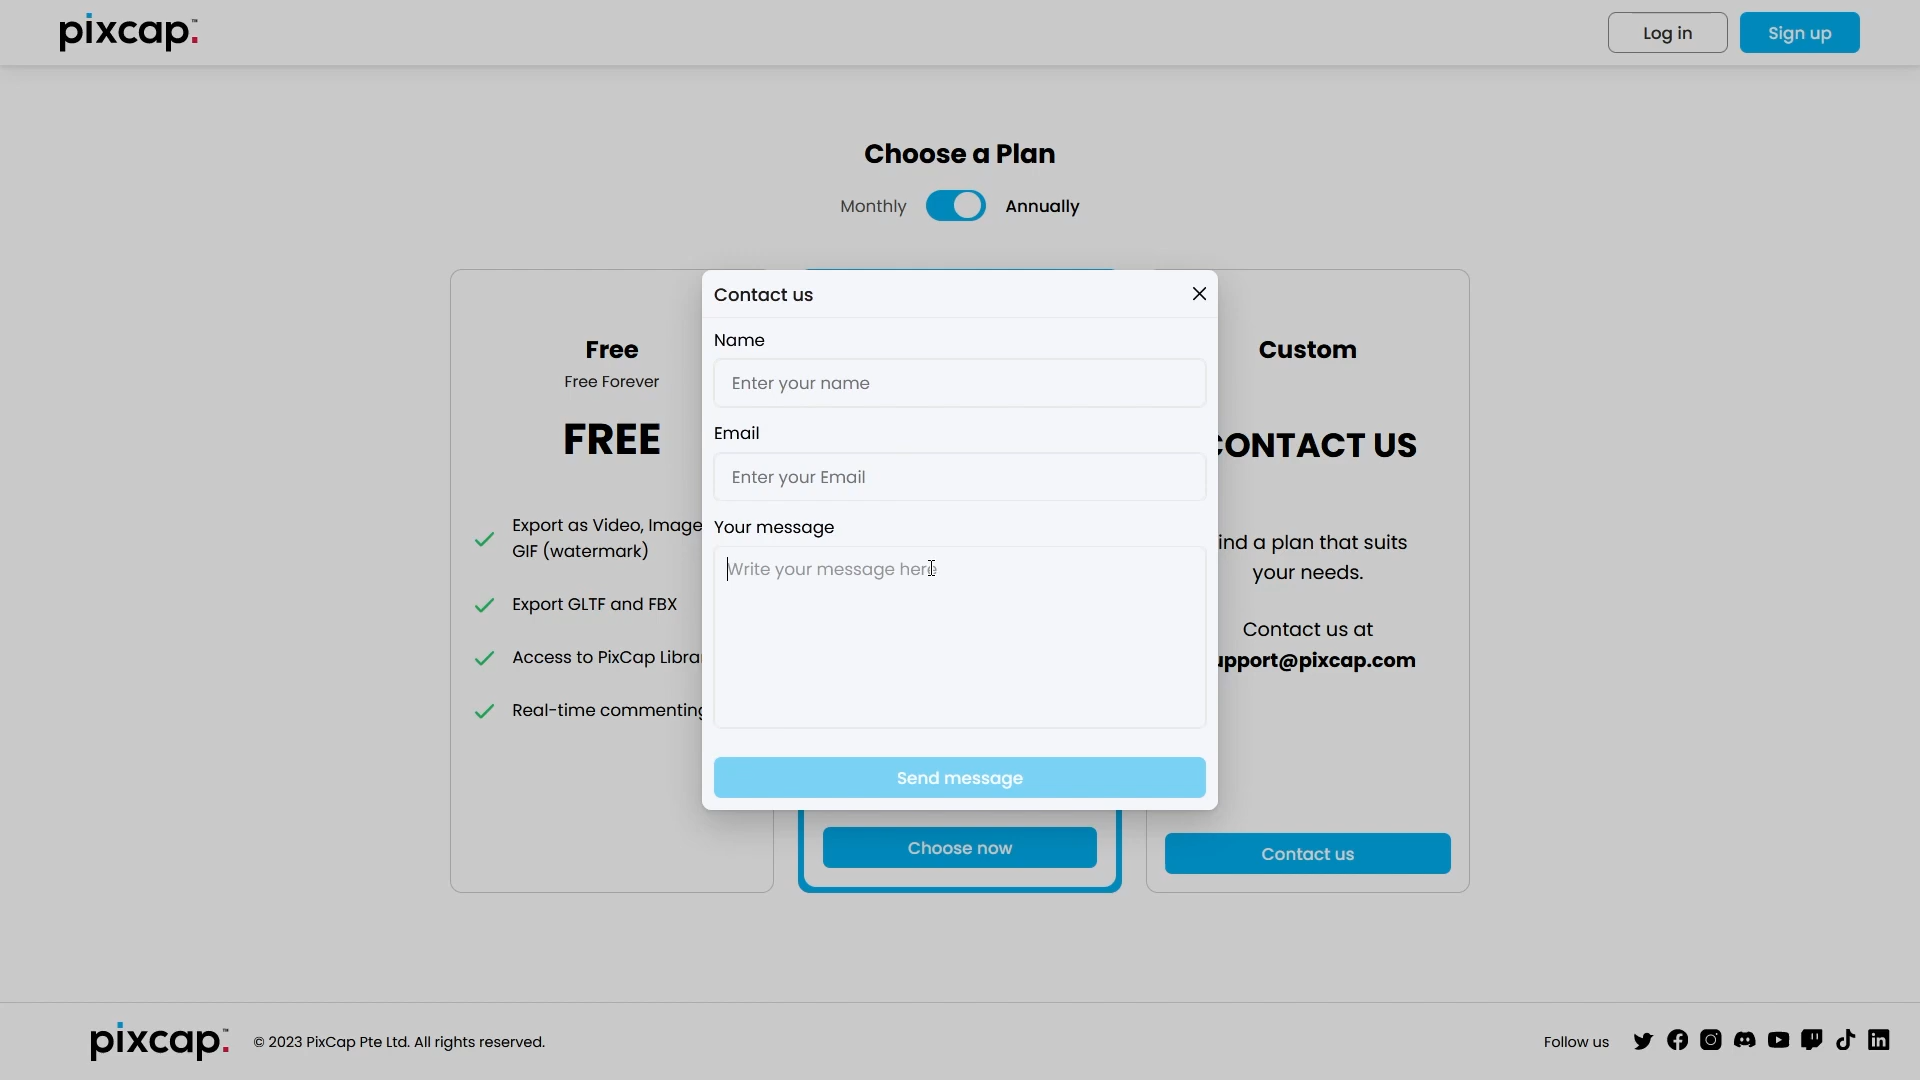 pixcap.™
Log in
Sign up
Choose a Plan
Monthly
Annually
Contact us
Name
Enter your name
Email
Enter your Email
Your message
Write your message here
Send message
Free
Free Forever
FREE
Export as Video, Image
GIF (watermark)
Export GLTF and FBX
Access to PixCap Libra
Real-time commenting
Choose now
Custom
CONTACT US
ind a plan that suits
your needs.
Contact us at
upport@pixcap.com
Contact us
pixcap.™
© 2023 PixCap Pte Ltd. All rights reserved.
Follow us